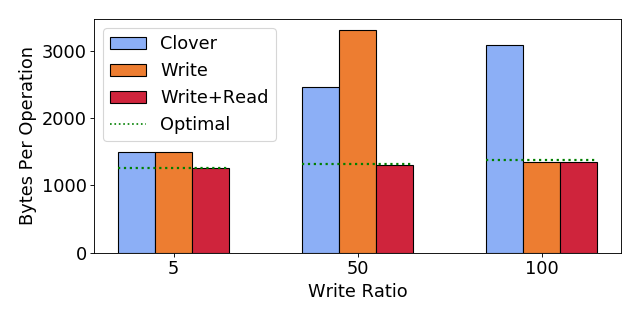 Clover
Write
Write+Read
Optimal
Bytes Per Operation
3000
2000
1000
0
5
50
100
Write Ratio